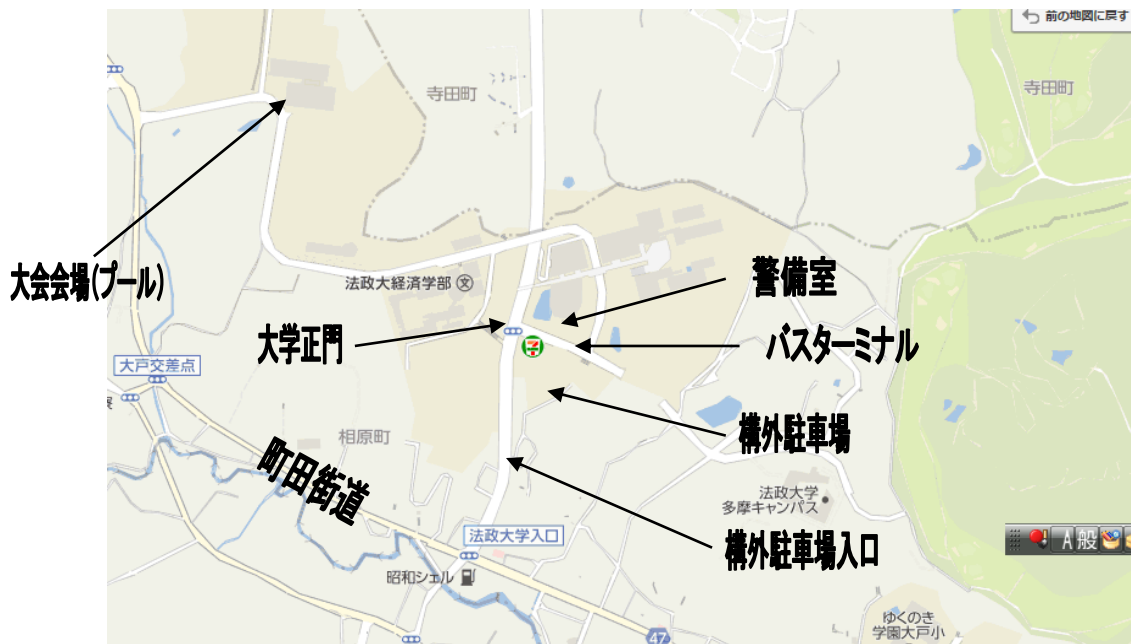 前の地図に戻す
寺田町
寺田町
大会会場(プール)
法政大経済学部
文
警備室
大学正門
バスターミナル
大戸交差点
相原町
構外駐車場
町田街道
法政大学
多摩キャンパス
法政大学入口
構外駐車場入口
A般
昭和シェル
ゆくのき
学園大戸小
47